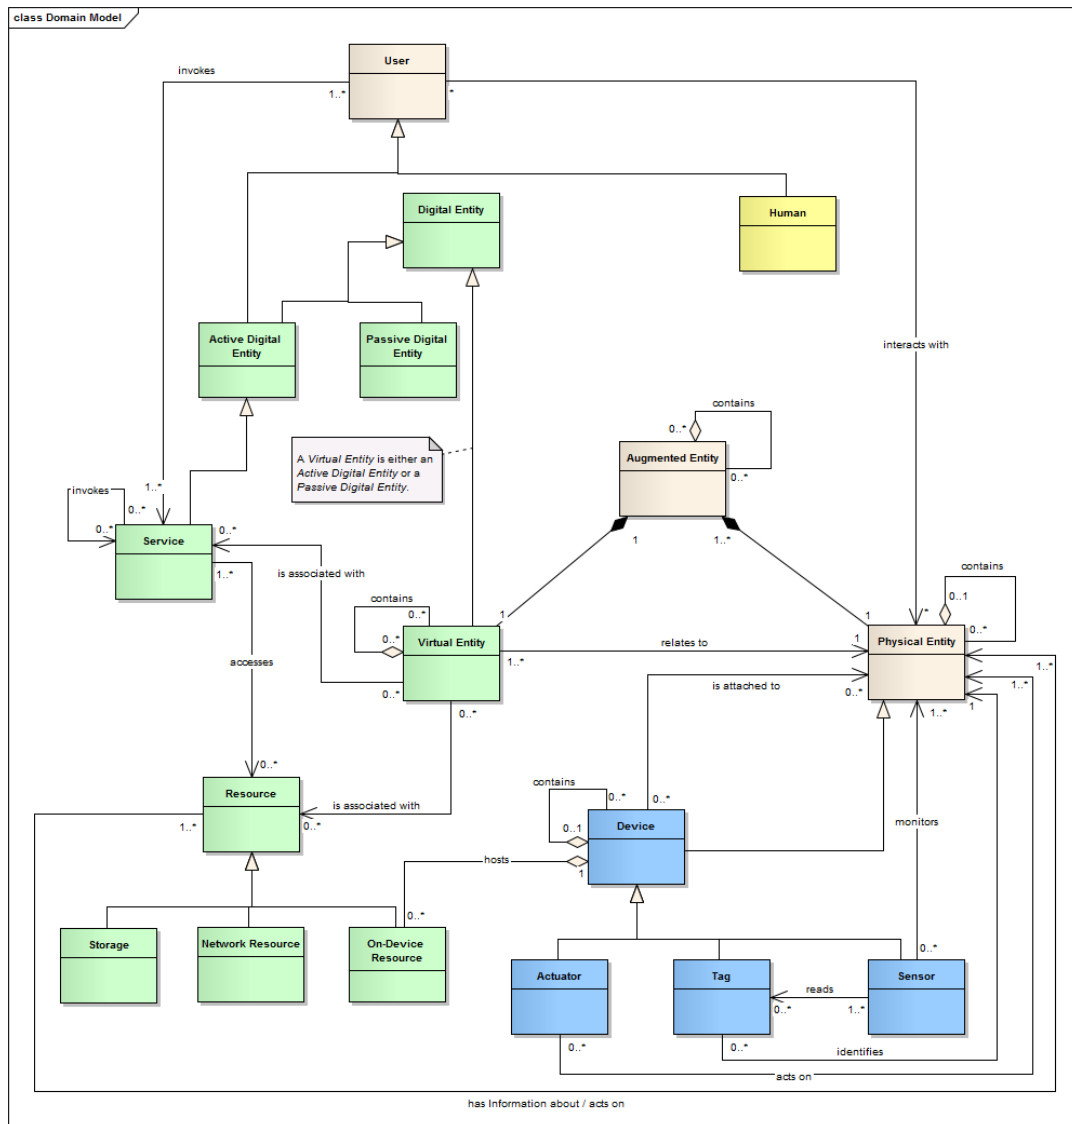 class Domain Model
User
invokes
1..*
*
Digital Entity
Human
Active Digital
Entity
Passive Digital
Entity
interacts with
contains
0..*
Augmented Entity
0..*
A Virtual Entity is either an
Active Digital Entity or a
Passive Digital Entity.
invokes
1..*
0..*
0..*
Service
0..*
1..*
1
1..*
is associated with
contains
0..*
0..*
Virtual Entity
1
1..*
0..*
0..*
relates to
contains
0..1
*
1
1
Physical Entity
0..*
1..*
1..*
1
1..*
0..*
accesses
is attached to
0..*
Resource
1..*
0..*
is associated with
contains
0..*
0..*
0..1
Device
1
hosts
monitors
0..*
Storage
Network Resource
On-Device
Resource
0..*
Actuator
Tag
Sensor
reads
0..*
1..*
0..*
0..*
identifies
acts on
has Information about / acts on